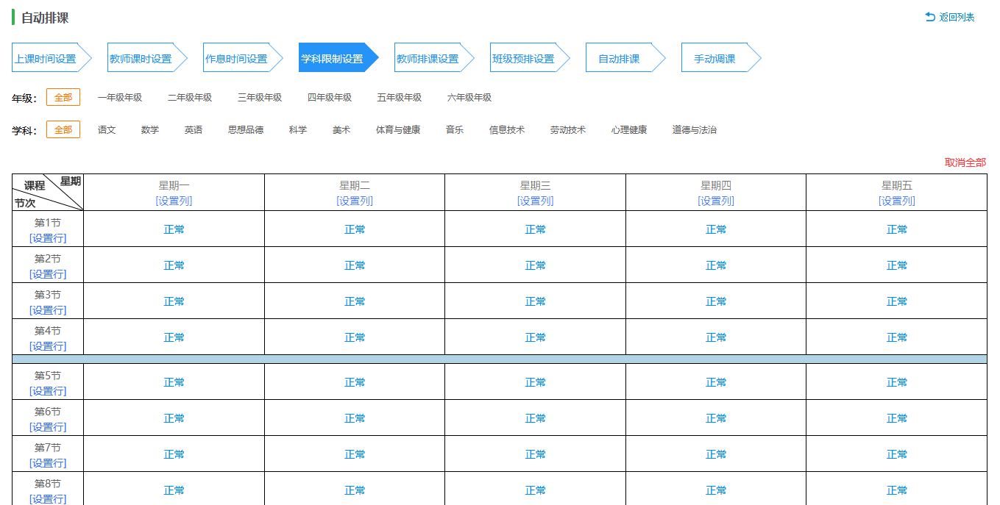 自动排课 返回列表
上课时间设置 教师课时设置 作息时间设置 学科限制设置 教师排课设置 班级预排设置 自动排课 手动调课
年级： 全部 一年级年级 二年级年级 三年级年级 四年级年级 五年级年级 六年级年级
学科： 全部 语文 数学 英语 思想品德 科学 美术 体育与健康 音乐 信息技术 劳动技术 心理健康 道德与法治
取消全部
课程 星期 节次
星期一 星期二 星期三 星期四 星期五
[设置列] [设置列] [设置列] [设置列] [设置列]
第1节
[设置行] 正常 正常 正常 正常 正常
第2节
[设置行] 正常 正常 正常 正常 正常
第3节
[设置行] 正常 正常 正常 正常 正常
第4节
[设置行] 正常 正常 正常 正常 正常
第5节
[设置行] 正常 正常 正常 正常 正常
第6节
[设置行] 正常 正常 正常 正常 正常
第7节
[设置行] 正常 正常 正常 正常 正常
第8节
[设置行] 正常 正常 正常 正常 正常